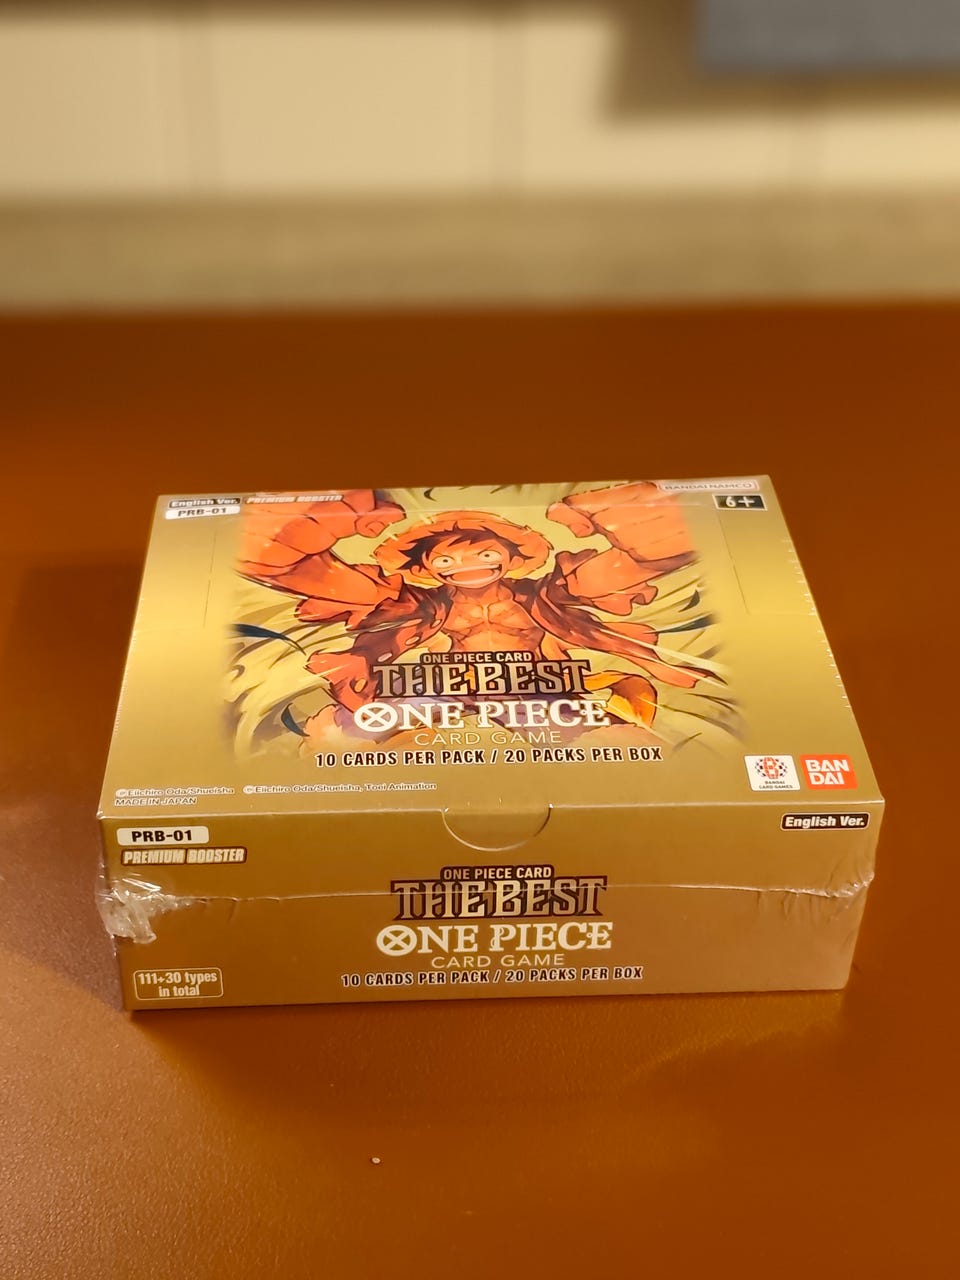 English Ver. PREMIUM BOOSTER
PRB-01
BANDAI NAMCO
6+
ONE PIECE CARD
THE BEST
ONE PIECE
CARD GAME
10 CARDS PER PACK / 20 PACKS PER BOX
©Eiichiro Oda/Shueisha ©Eiichiro Oda/Shueisha, Toei Animation
MADE IN JAPAN
BANDAI
CARD GAMES
BAN
DAI
PRB-01
PREMIUM BOOSTER
English Ver.
ONE PIECE CARD
THE BEST
ONE PIECE
CARD GAME
10 CARDS PER PACK / 20 PACKS PER BOX
111+30 types
in total